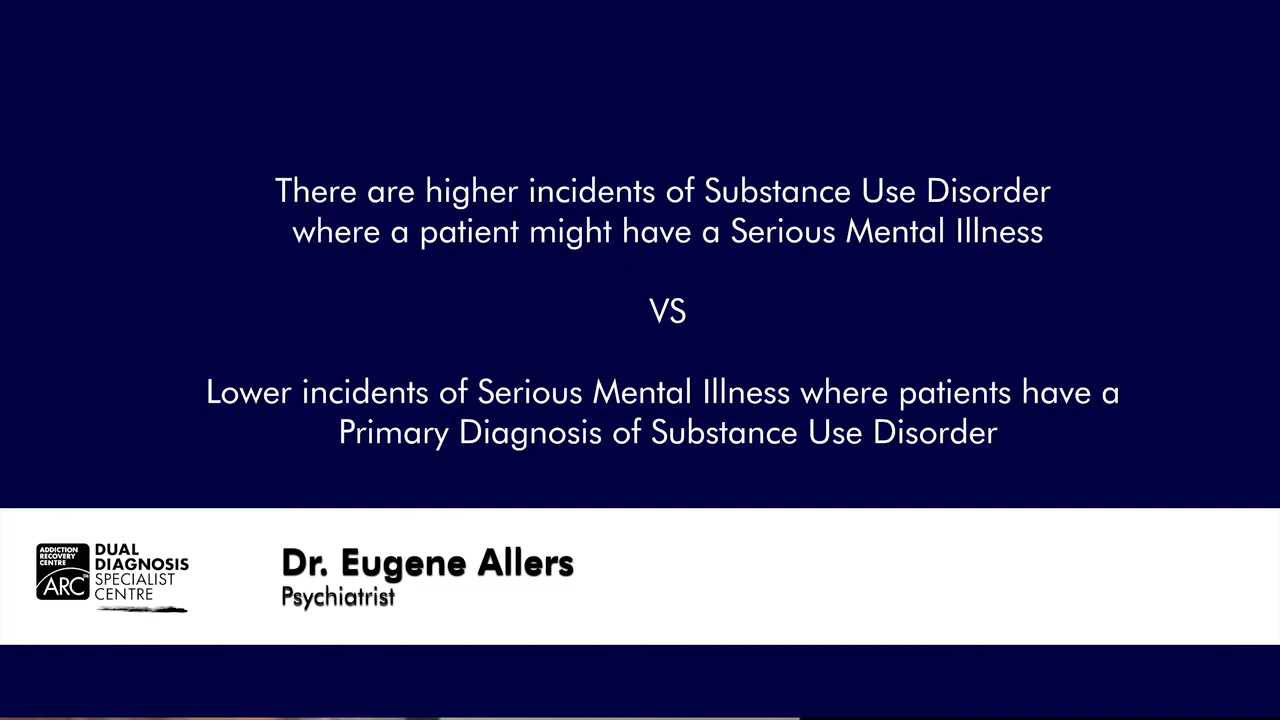 There are higher incidents of Substance Use Disorder
where a patient might have a Serious Mental Illness
VS
Lower incidents of Serious Mental Illness where patients have a
Primary Diagnosis of Substance Use Disorder
ADDICTION
RECOVERY
CENTRE
ARC™
DUAL
DIAGNOSIS
SPECIALIST
CENTRE
Dr. Eugene Allers
Psychiatrist